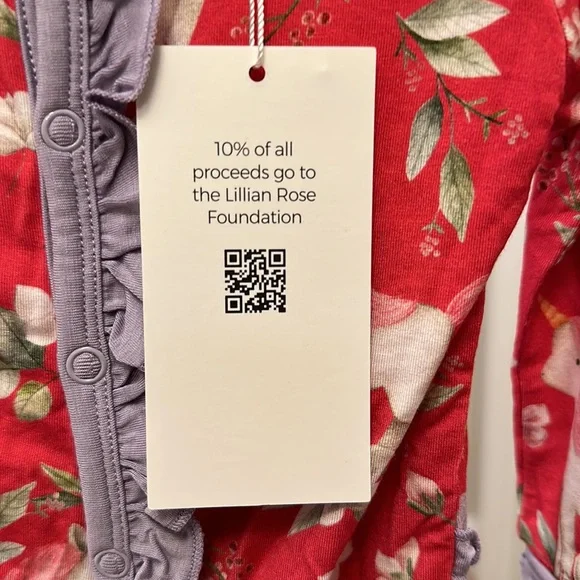 10% of all
proceeds go to
the Lillian Rose
Foundation